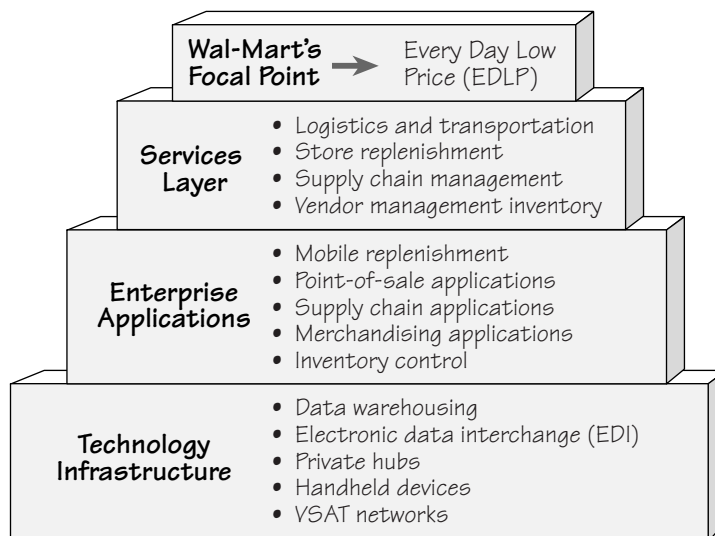 Wal-Mart's
Focal Point
Every Day Low
Price (EDLP)
Services
Layer
• Logistics and transportation
• Store replenishment
• Supply chain management
• Vendor management inventory
Enterprise
Applications
• Mobile replenishment
• Point-of-sale applications
• Supply chain applications
• Merchandising applications
• Inventory control
Technology
Infrastructure
• Data warehousing
• Electronic data interchange (EDI)
• Private hubs
• Handheld devices
• VSAT networks